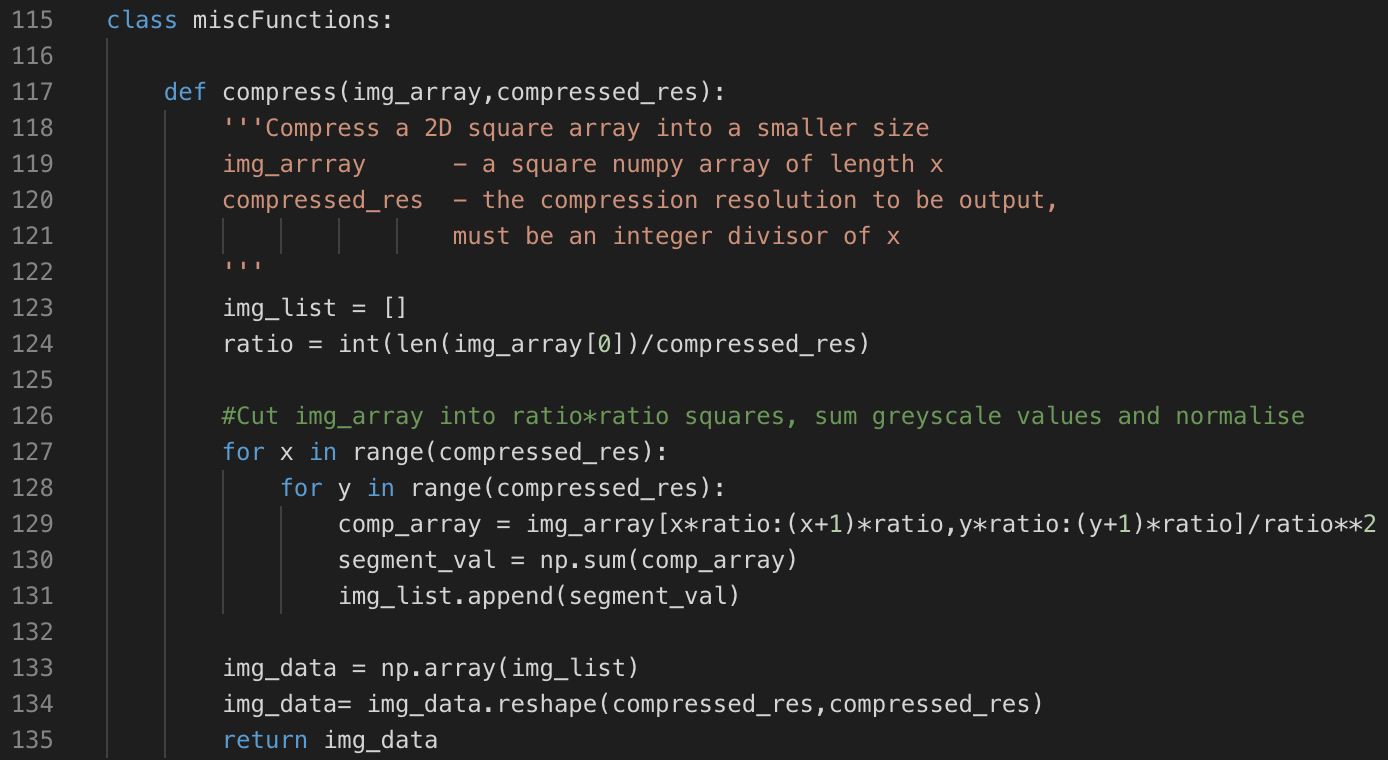 115 class miscFunctions:
116
117     def compress(img_array,compressed_res):
118         '''Compress a 2D square array into a smaller size
119         img_arrray      - a square numpy array of length x
120         compressed_res  - the compression resolution to be output,
121                         must be an integer divisor of x
122         '''
123         img_list = []
124         ratio = int(len(img_array[0])/compressed_res)
125
126         #Cut img_array into ratio*ratio squares, sum greyscale values and normalise
127         for x in range(compressed_res):
128             for y in range(compressed_res):
129                 comp_array = img_array[x*ratio:(x+1)*ratio,y*ratio:(y+1)*ratio]/ratio**2
130                 segment_val = np.sum(comp_array)
131                 img_list.append(segment_val)
132
133         img_data = np.array(img_list)
134         img_data= img_data.reshape(compressed_res,compressed_res)
135         return img_data